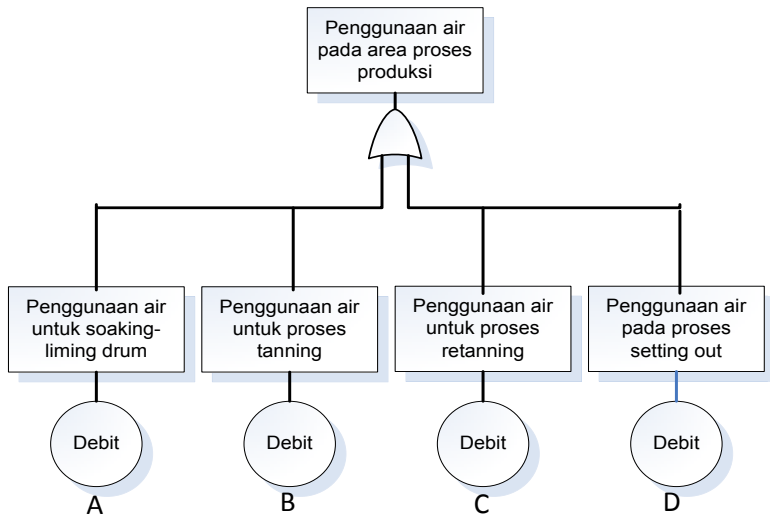 Penggunaan air
pada area proses
produksi
Penggunaan air
untuk soaking-
liming drum
Penggunaan air
untuk proses
tanning
Penggunaan air
untuk proses
retanning
Penggunaan air
pada proses
setting out
Debit
Debit
Debit
Debit
A
B
C
D